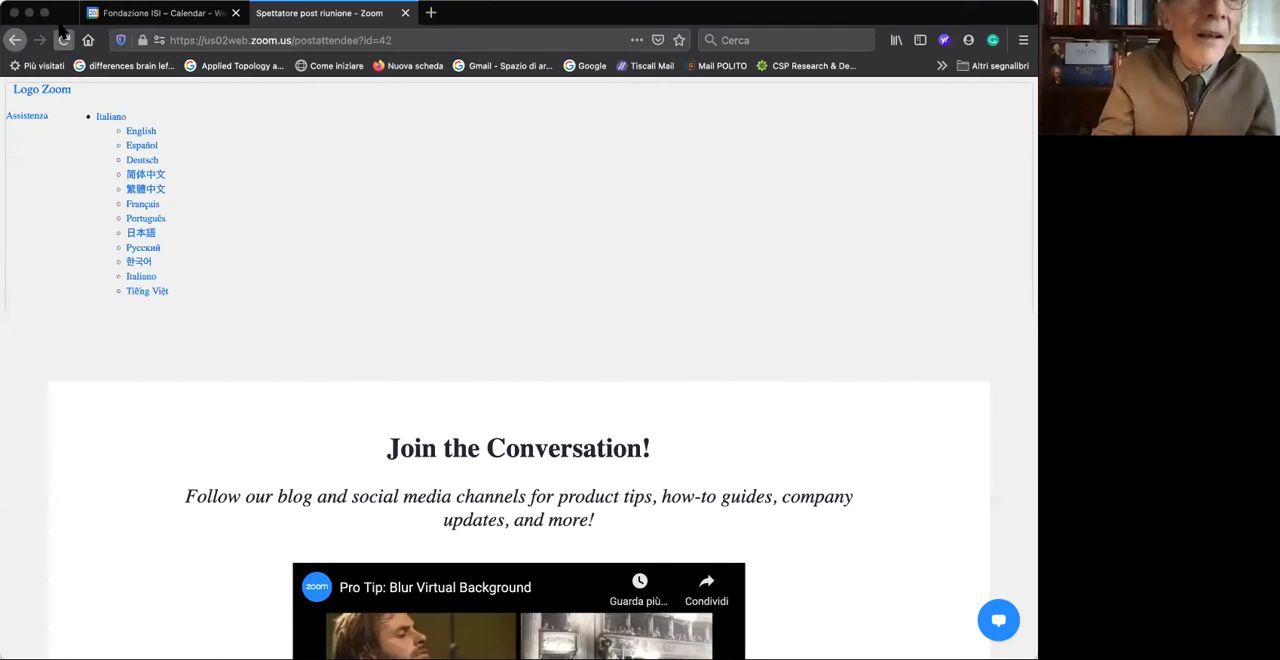 Fondazione ISI – Calendar - We
Spettatore post riunione - Zoom
https://us02web.zoom.us/postattendee?id=42
Cerca
Più visitati
differences brain lef...
Applied Topology a...
Come iniziare
Nuova scheda
Gmail - Spazio di ar...
Google
Tiscali Mail
Mail POLITO
CSP Research & De...
Altri segnalibri
Logo Zoom
Assistenza
Italiano
English
Español
Deutsch
简体中文
繁體中文
Français
Português
日本語
Русский
한국어
Italiano
Tiếng Việt
Join the Conversation!
Follow our blog and social media channels for product tips, how-to guides, company
updates, and more!
zoom
Pro Tip: Blur Virtual Background
Guarda più...
Condividi